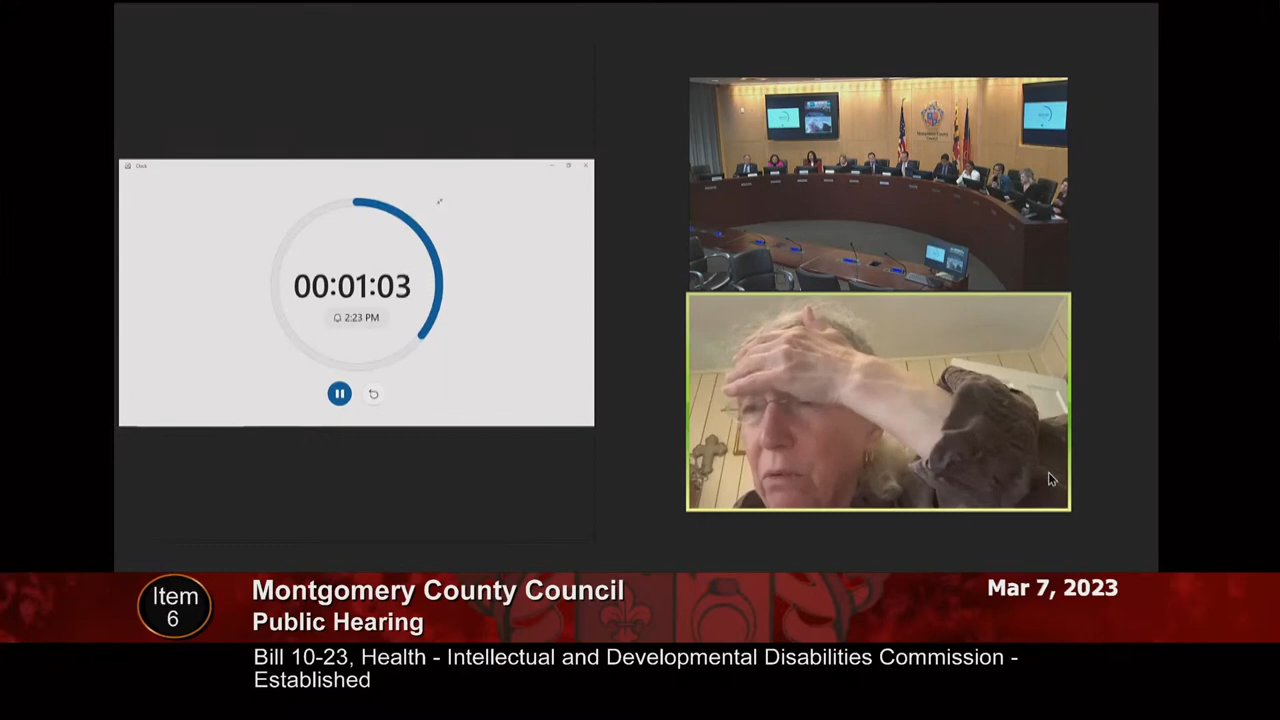 Clock
00:01:03
2:23 PM
Item
6
Montgomery County Council
Public Hearing
Mar 7, 2023
Bill 10-23, Health - Intellectual and Developmental Disabilities Commission -
Established